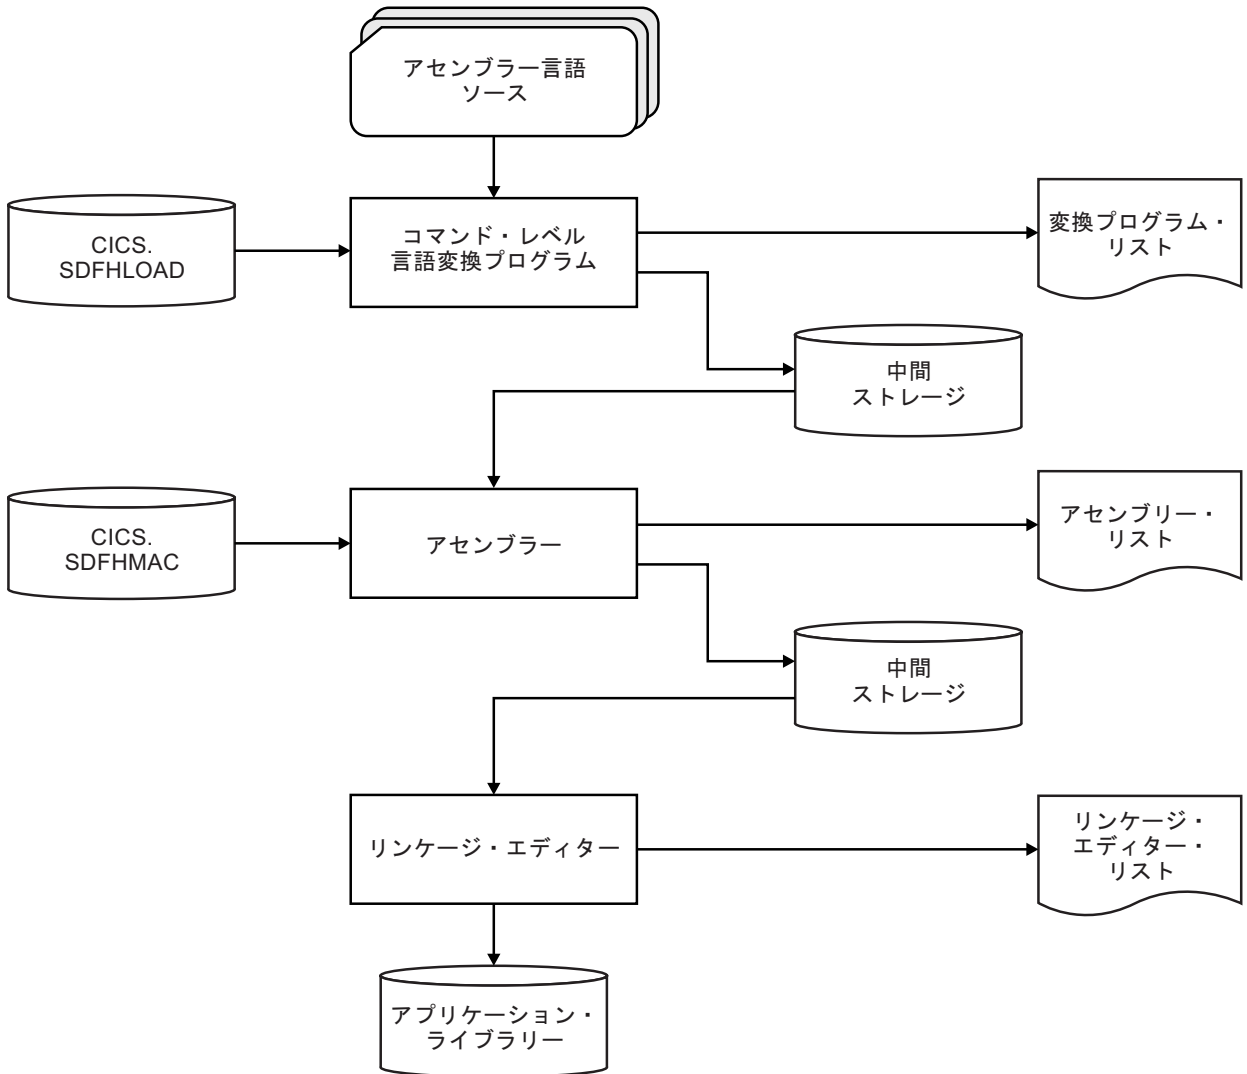 アセンブラー言語
ソース
CICS.
SDFHLOAD
コマンド・レベル
言語変換プログラム
変換プログラム・
リスト
中間
ストレージ
CICS.
SDFHMAC
アセンブラー
アセンブリー・
リスト
中間
ストレージ
リンケージ・エディター
リンケージ・
エディター・
リスト
アプリケーション・
ライブラリー